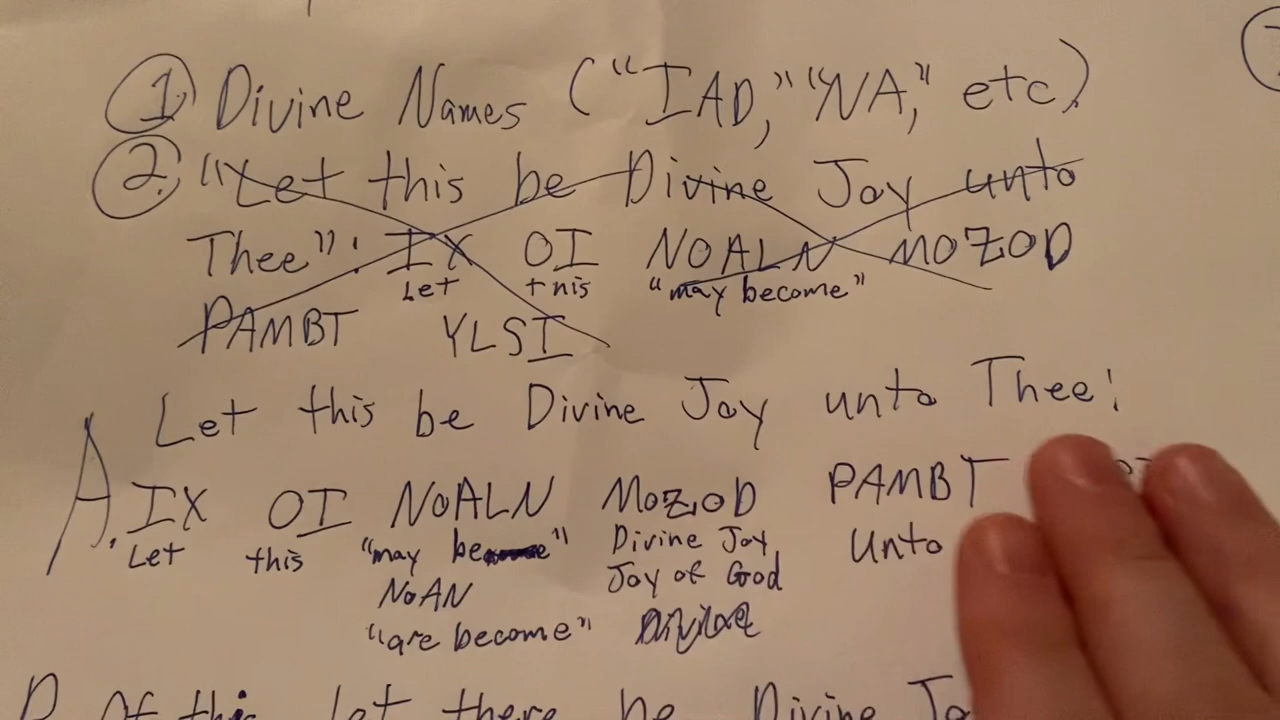 ① Divine Names ("IAD," "NA," etc)
② "Let this be Divine Joy unto
Thee": IX OI NOALN MOZOD
Let this "may become"
PAMBT YLSI
Let this be Divine Joy unto Thee!
A. IX OI NOALN MOZOD PAMBT
Let this "may be" Divine Joy, Unto
NOAN Joy of God
"are become"
Of this let there be Divine